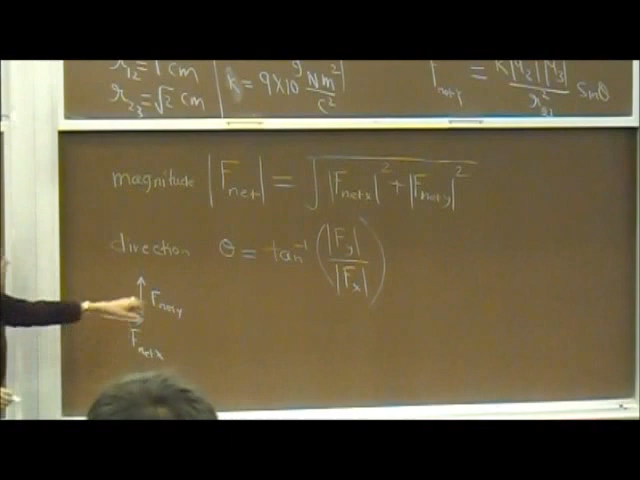 r₁₂ = 1 cm
r₂₃ = √2 cm
k = 9 x 10⁹ Nm²/c²
F_net y = K|q₂||q₃| / r²₂₁ Sinθ
magnitude |F_net| = √|F_net x|² + |F_net y|²
direction θ = tan⁻¹ (|F_y| / |F_x|)
F_net y
F_net x